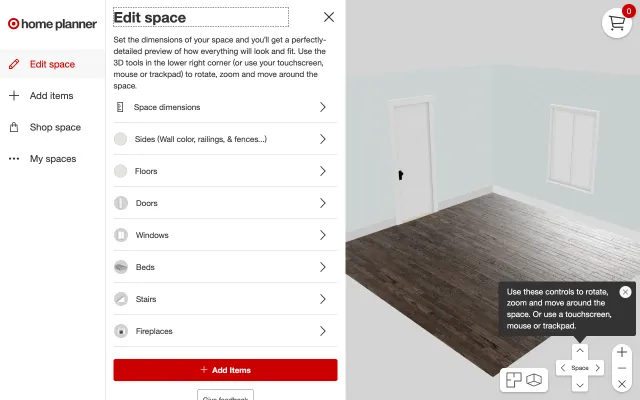 home planner
Edit space
Add items
Shop space
My spaces
Edit space
Set the dimensions of your space and you'll get a perfectly-
detailed preview of how everything will look and fit. Use the
3D tools in the lower right corner (or use your touchscreen,
mouse or trackpad) to rotate, zoom and move around the
space.
Space dimensions
Sides (Wall color, railings, & fences...)
Floors
Doors
Windows
Beds
Stairs
Fireplaces
Add Items
Give feedback
0
Use these controls to rotate,
zoom and move around the
space. Or use a touchscreen,
mouse or trackpad.
Space